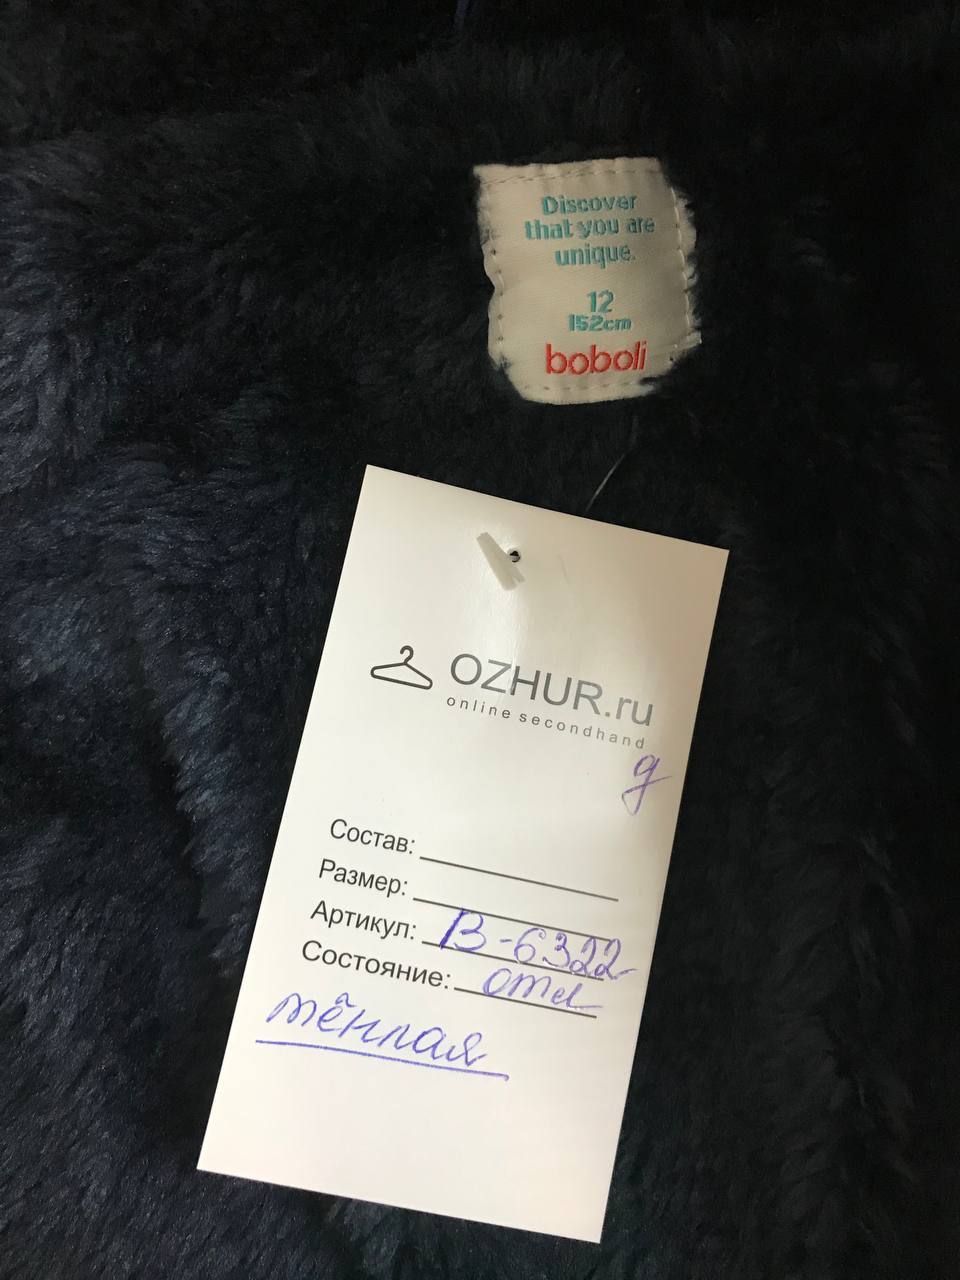 Discover
that you are
unique.
12
152cm
boboli
OZHUR.ru
online secondhand
g
Состав:
Размер:
Артикул: B-6322
Состояние: отл
тёплая